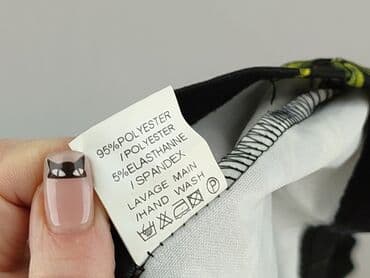 95%POLYESTER
/POLYESTER
5%ELASTHANNE
/SPANDEX
LAVAGE MAIN
/HAND WASH
P